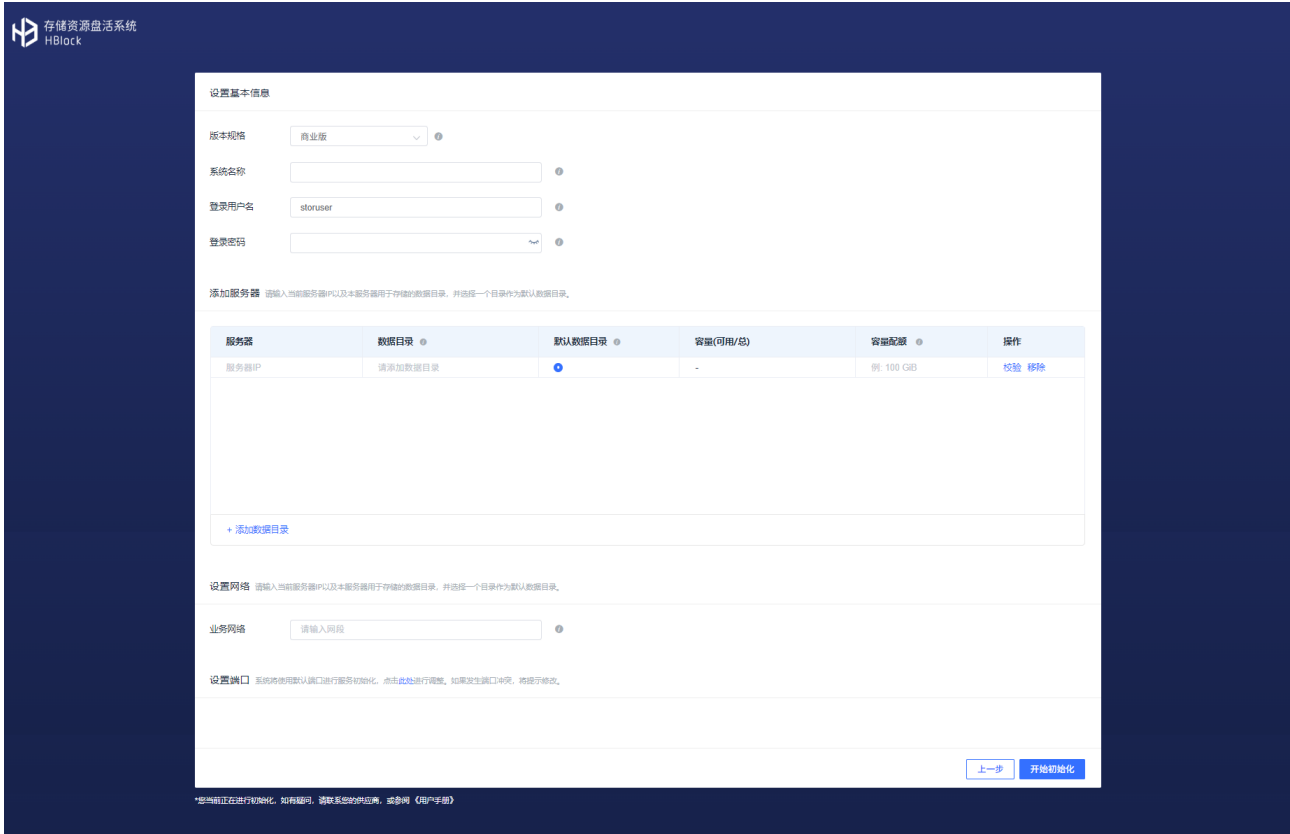 存储资源盘活系统
HBlock
设置基本信息
版本规格 商业版
系统名称
登录用户名 storuser
登录密码
添加服务器 请输入当前服务器IP以及本服务器用于存储的数据目录，并选择一个目录作为默认数据目录。
服务器 数据目录 默认数据目录 容量(可用/总) 容量配额 操作
服务器IP 请添加数据目录 - 例: 100 GiB 校验 移除
+ 添加数据目录
设置网络 请输入当前服务器IP以及本服务器用于存储的数据目录，并选择一个目录作为默认数据目录。
业务网络 请输入网段
设置端口 系统将使用默认端口进行服务初始化，点击此处进行调整。如果发生端口冲突，将提示修改。
上一步 开始初始化
*您当前正在进行初始化，如有疑问，请联系您的供应商，或参阅《用户手册》